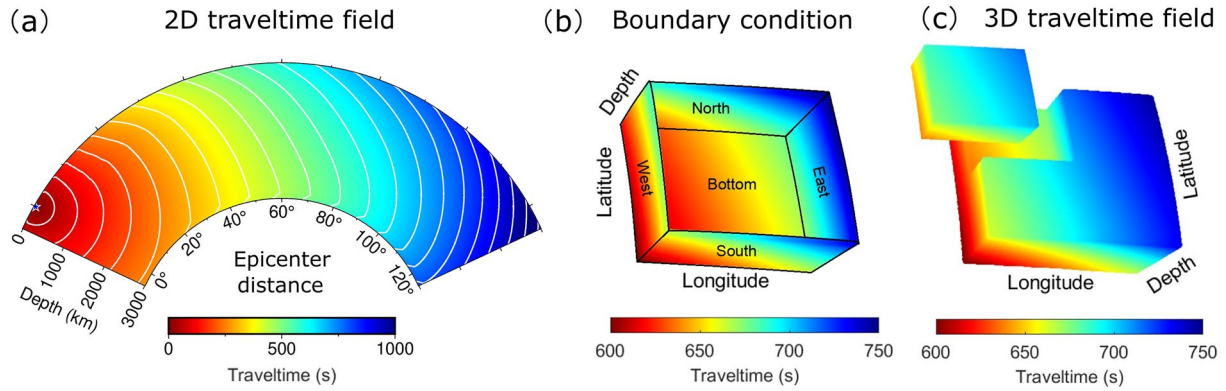 (a) 2D traveltime field
0
1000
2000
3000
Depth (km)
0°
20°
40°
60°
80°
100°
120°
Epicenter
distance
0 500 1000
Traveltime (s)
(b) Boundary condition
Depth
North
Latitude
West
Bottom
East
South
Longitude
600 650 700 750
Traveltime (s)
(c) 3D traveltime field
Latitude
Longitude
Depth
600 650 700 750
Traveltime (s)